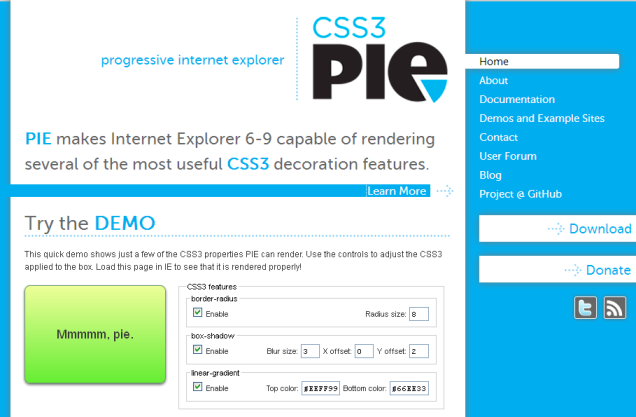 CSS3
PIE
progressive internet explorer
PIE makes Internet Explorer 6-9 capable of rendering
several of the most useful CSS3 decoration features.
Learn More
Try the DEMO
This quick demo shows just a few of the CSS3 properties PIE can render. Use the controls to adjust the CSS3
applied to the box. Load this page in IE to see that it is rendered properly!
Mmmmm, pie.
CSS3 features
border-radius
Enable Radius size: 8
box-shadow
Enable Blur size: 3 X offset: 0 Y offset: 2
linear-gradient
Enable Top color: #EEFF99 Bottom color: #66EE33
Home
About
Documentation
Demos and Example Sites
Contact
User Forum
Blog
Project @ GitHub
Download
Donate